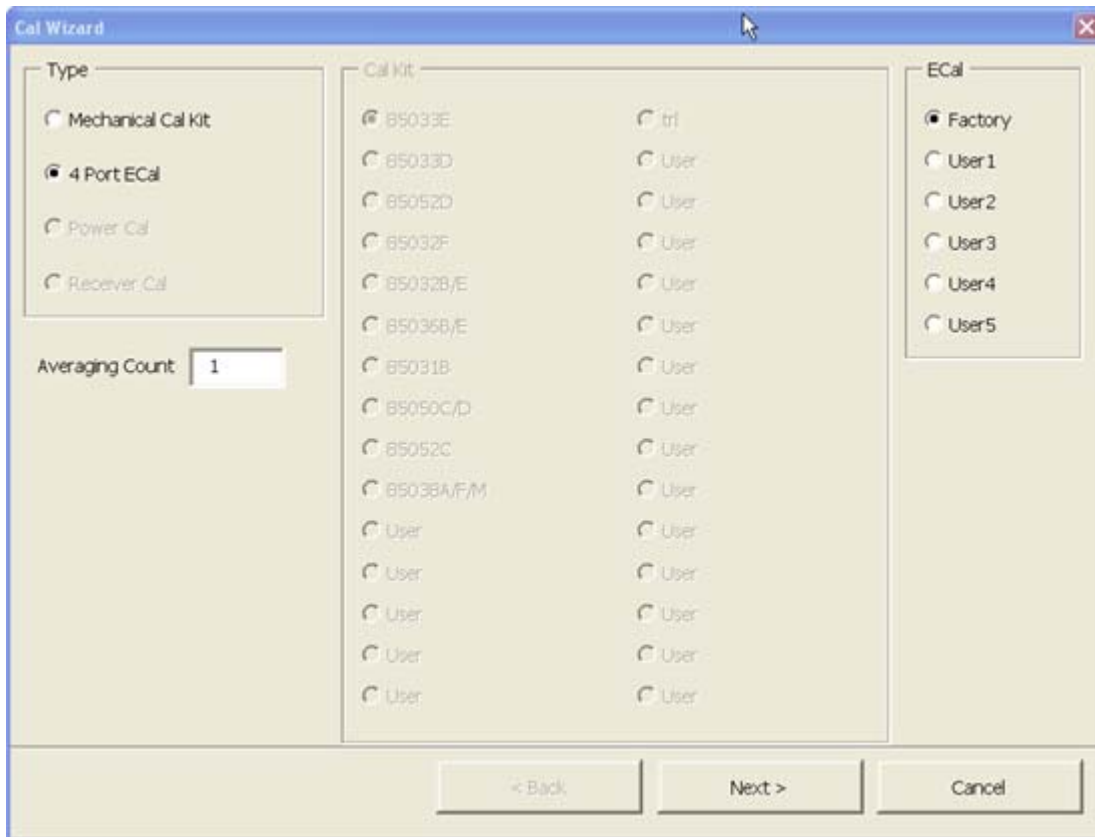 Cal Wizard
Type
Mechanical Cal Kit
4 Port ECal
Power Cal
Receiver Cal
Averaging Count 1
Cal Kit
85033E
85033D
85052D
85032F
85032B/E
85036B/E
85031B
85050C/D
85052C
85038A/F/M
User
User
User
User
User
trl
User
User
User
User
User
User
User
User
User
User
User
User
User
User
ECal
Factory
User1
User2
User3
User4
User5
< Back
Next >
Cancel